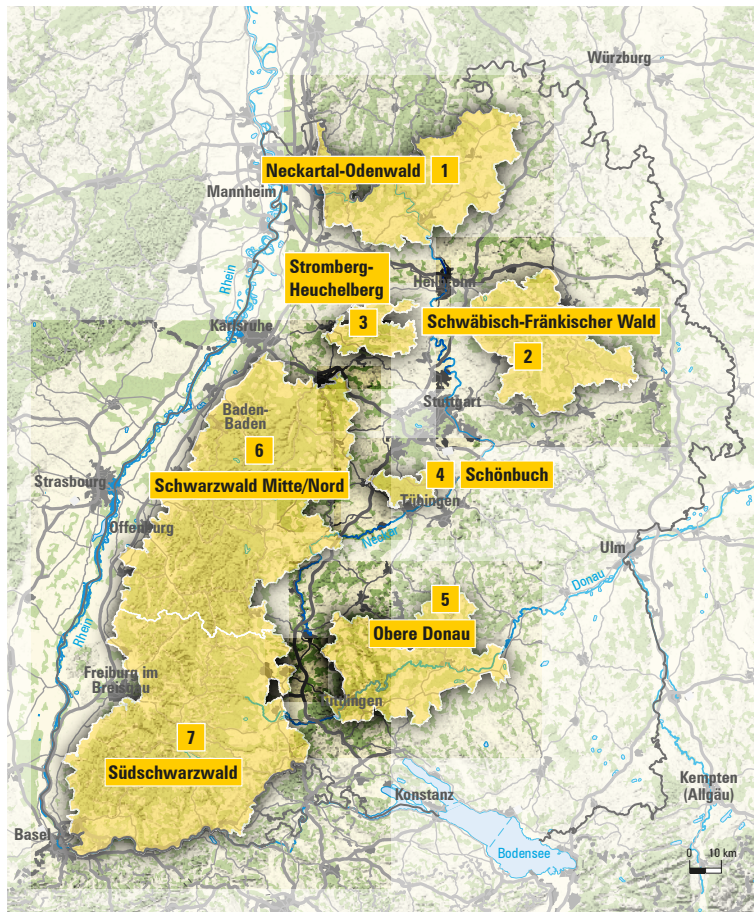 Würzburg
Neckartal-Odenwald 1
Mannheim
Rhein
Stromberg-
Heuchelberg
Heilbronn
3
Karlsruhe
Schwäbisch-Fränkischer Wald
2
Stuttgart
Baden-
Baden
6
Schwarzwald Mitte/Nord
Strasbourg
4 Schönbuch
Tübingen
Offenburg
Neckar
Ulm
Donau
5
Obere Donau
Rhein
Freiburg im
Breisgau
Tuttlingen
7
Südschwarzwald
Konstanz
Kempten
(Allgäu)
Basel
Bodensee
0 10 km